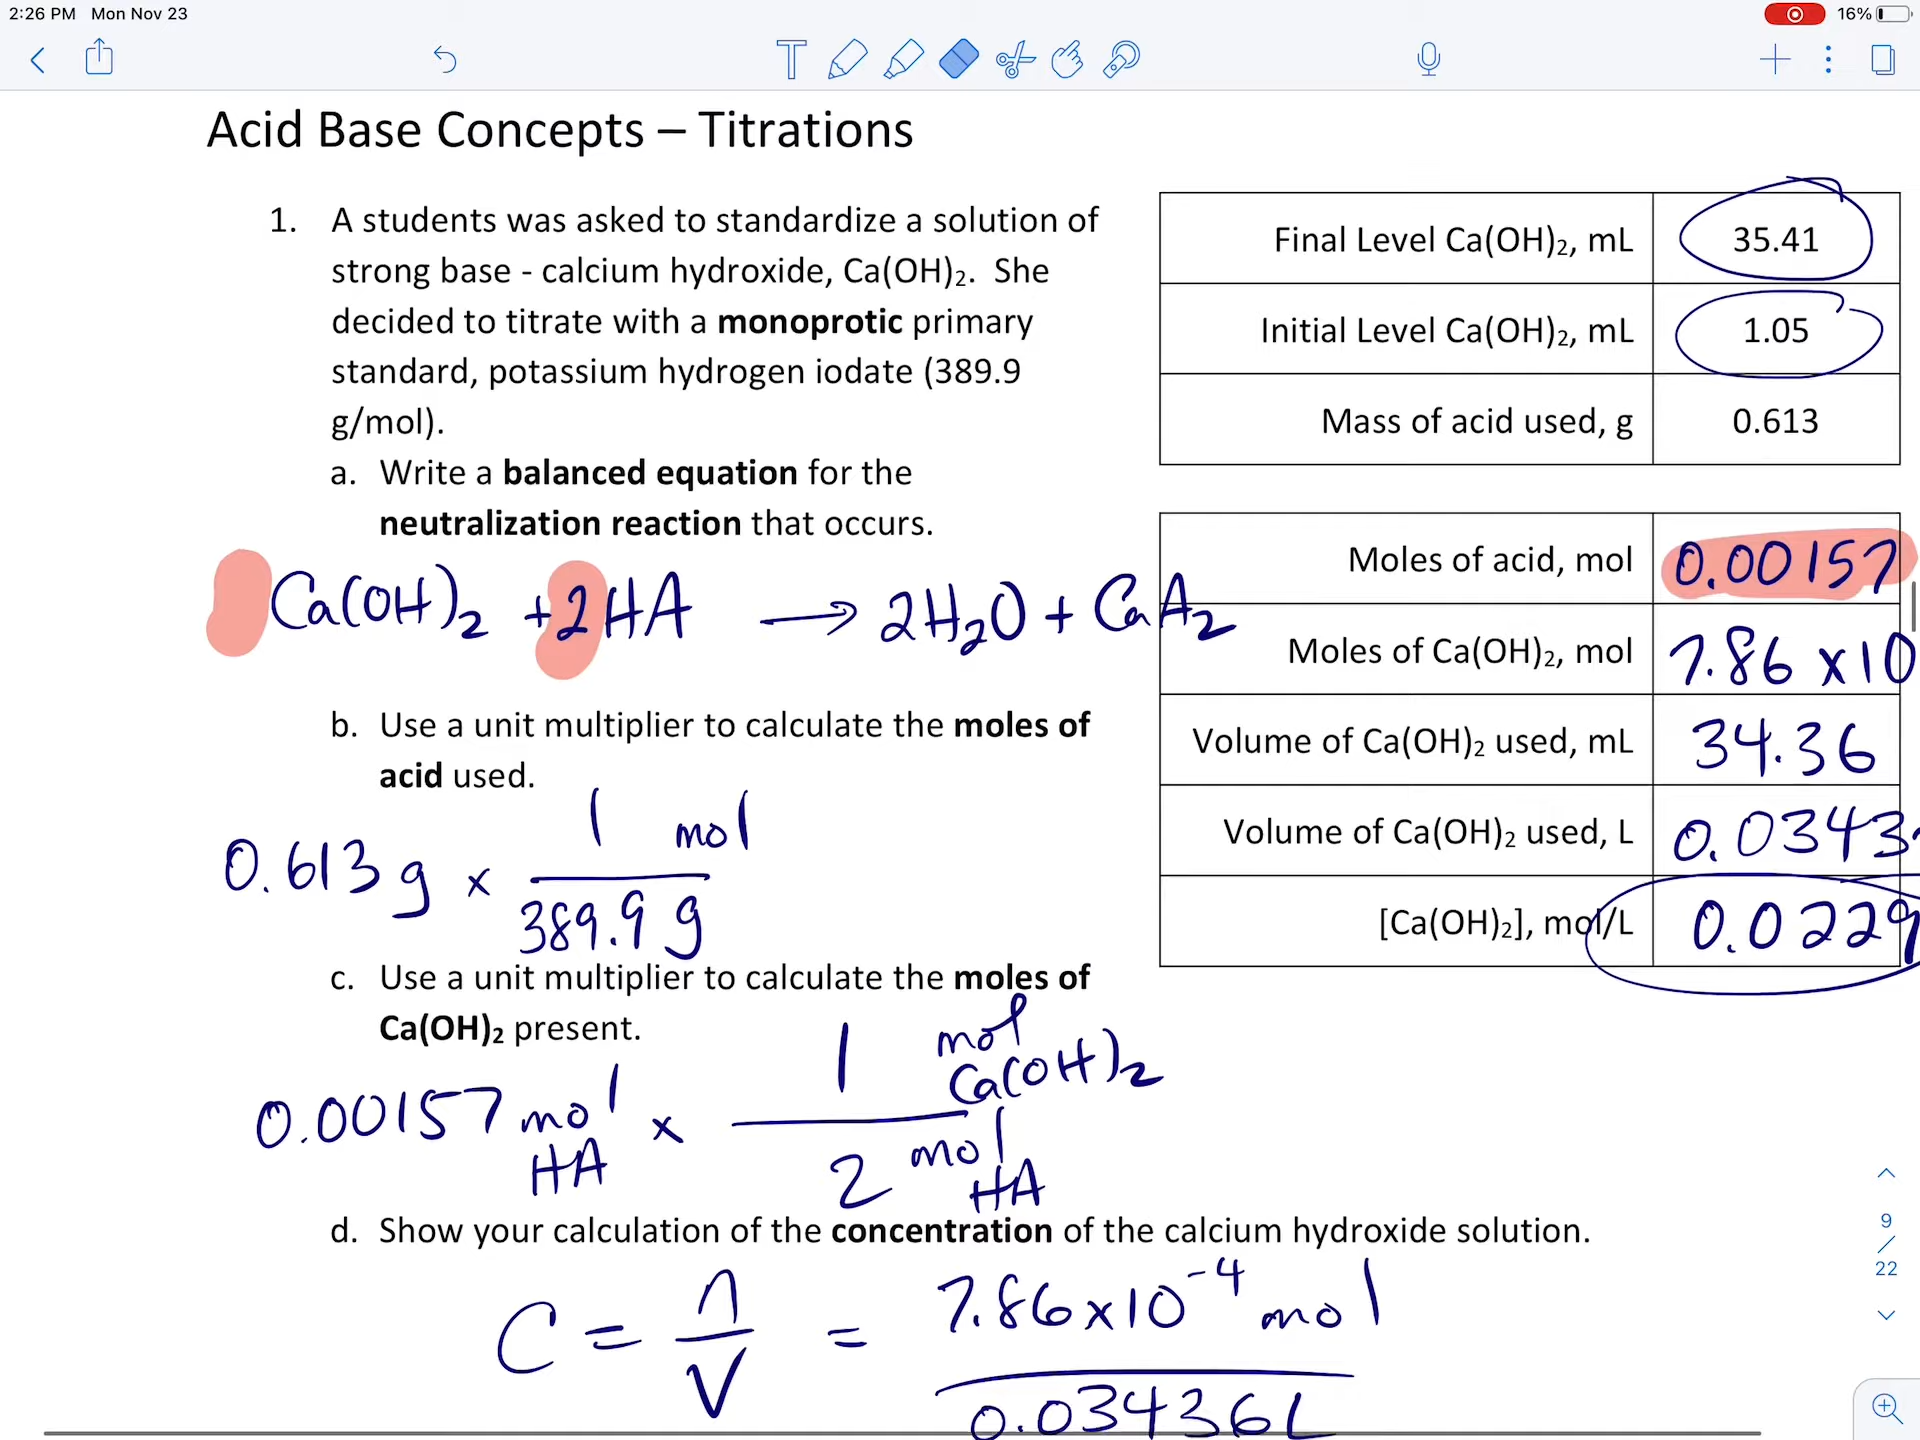 2:26 PM Mon Nov 23
16%
Acid Base Concepts – Titrations
1. A students was asked to standardize a solution of
strong base - calcium hydroxide, Ca(OH)₂. She
decided to titrate with a monoprotic primary
standard, potassium hydrogen iodate (389.9
g/mol).
a. Write a balanced equation for the
neutralization reaction that occurs.
Ca(OH)₂ + 2HA → 2H₂O + CaA₂
b. Use a unit multiplier to calculate the moles of
acid used.
0.613 g × 1 mol
389.9 g
c. Use a unit multiplier to calculate the moles of
Ca(OH)₂ present.
0.00157 mol HA × 1 mol Ca(OH)₂
2 mol HA
d. Show your calculation of the concentration of the calcium hydroxide solution.
C = n/V = 7.86×10⁻⁴ mol
0.03436L
Final Level Ca(OH)₂, mL 35.41
Initial Level Ca(OH)₂, mL 1.05
Mass of acid used, g 0.613
Moles of acid, mol 0.00157
Moles of Ca(OH)₂, mol 7.86 ×10
Volume of Ca(OH)₂ used, mL 34.36
Volume of Ca(OH)₂ used, L 0.0343
[Ca(OH)₂], mol/L 0.0229
9
/
22